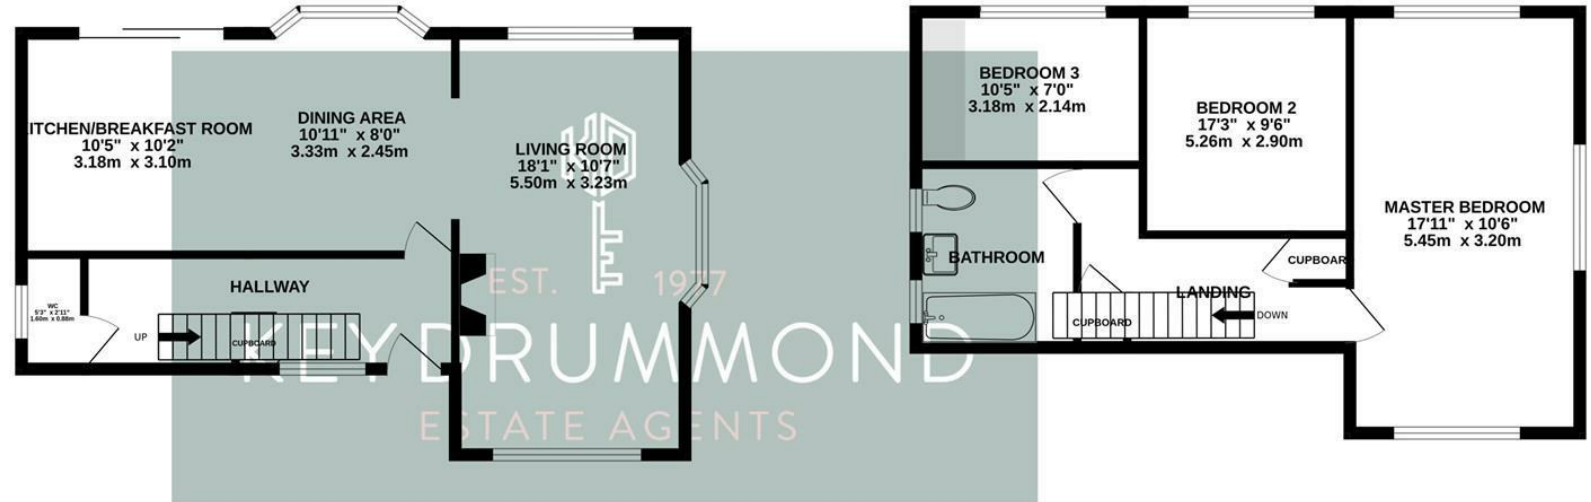 KITCHEN/BREAKFAST ROOM
10'5" x 10'2"
3.18m x 3.10m
DINING AREA
10'11" x 8'0"
3.33m x 2.45m
LIVING ROOM
18'1" x 10'7"
5.50m x 3.23m
HALLWAY
WC
5'3" x 2'11"
1.60m x 0.88m
UP
CUPBOARD
BEDROOM 3
10'5" x 7'0"
3.18m x 2.14m
BEDROOM 2
17'3" x 9'6"
5.26m x 2.90m
MASTER BEDROOM
17'11" x 10'6"
5.45m x 3.20m
BATHROOM
CUPBOAR
LANDING
CUPBOARD
DOWN
KD
EST. 1977
KEYDRUMMOND
ESTATE AGENTS